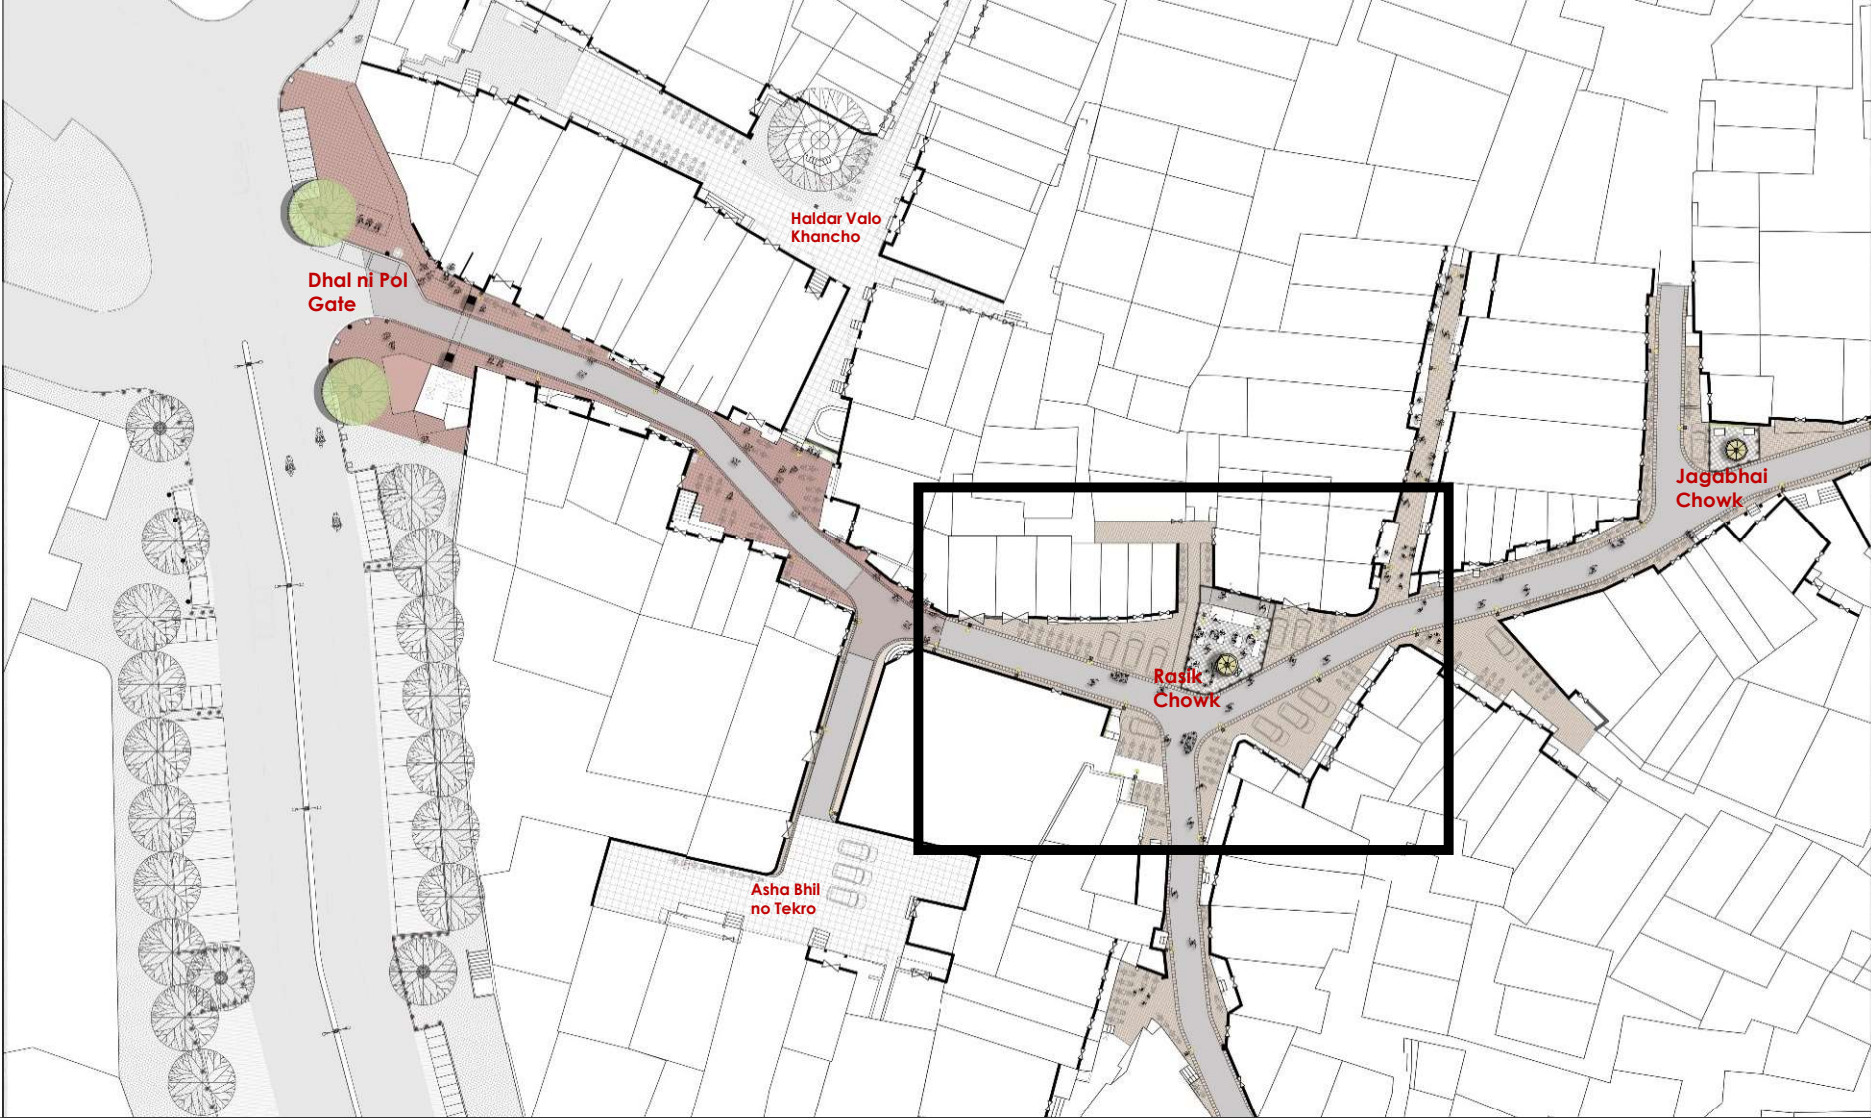 Haldar Valo
Khancho
Dhal ni Pol
Gate
Jagabhai
Chowk
Rasik
Chowk
Asha Bhil
no Tekro